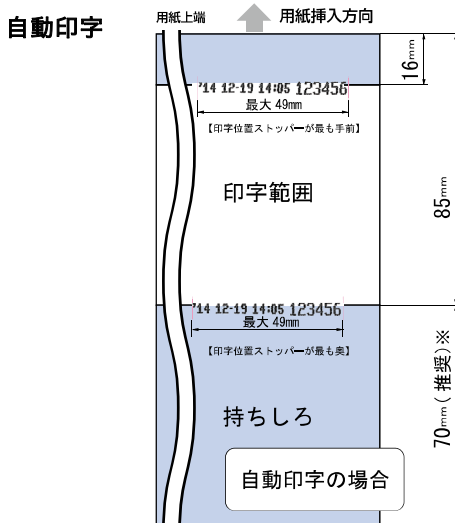 自動印字
用紙上端
用紙挿入方向
16mm
'14 12-19 14:05 123456
最大 49mm
【印字位置ストッパーが最も手前】
印字範囲
85mm
'14 12-19 14:05 123456
最大 49mm
【印字位置ストッパーが最も奥】
70mm(推奨)※
持ちしろ
自動印字の場合